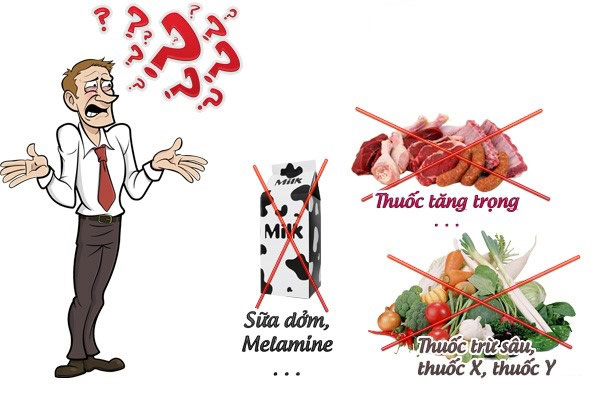 ? ? ? ? ? ? ? ? ? ? ?
Thuốc tăng trọng
. . .
Milk
Milk
Sữa dởm,
Melamine
. . .
Thuốc trừ sâu,
thuốc X, thuốc Y